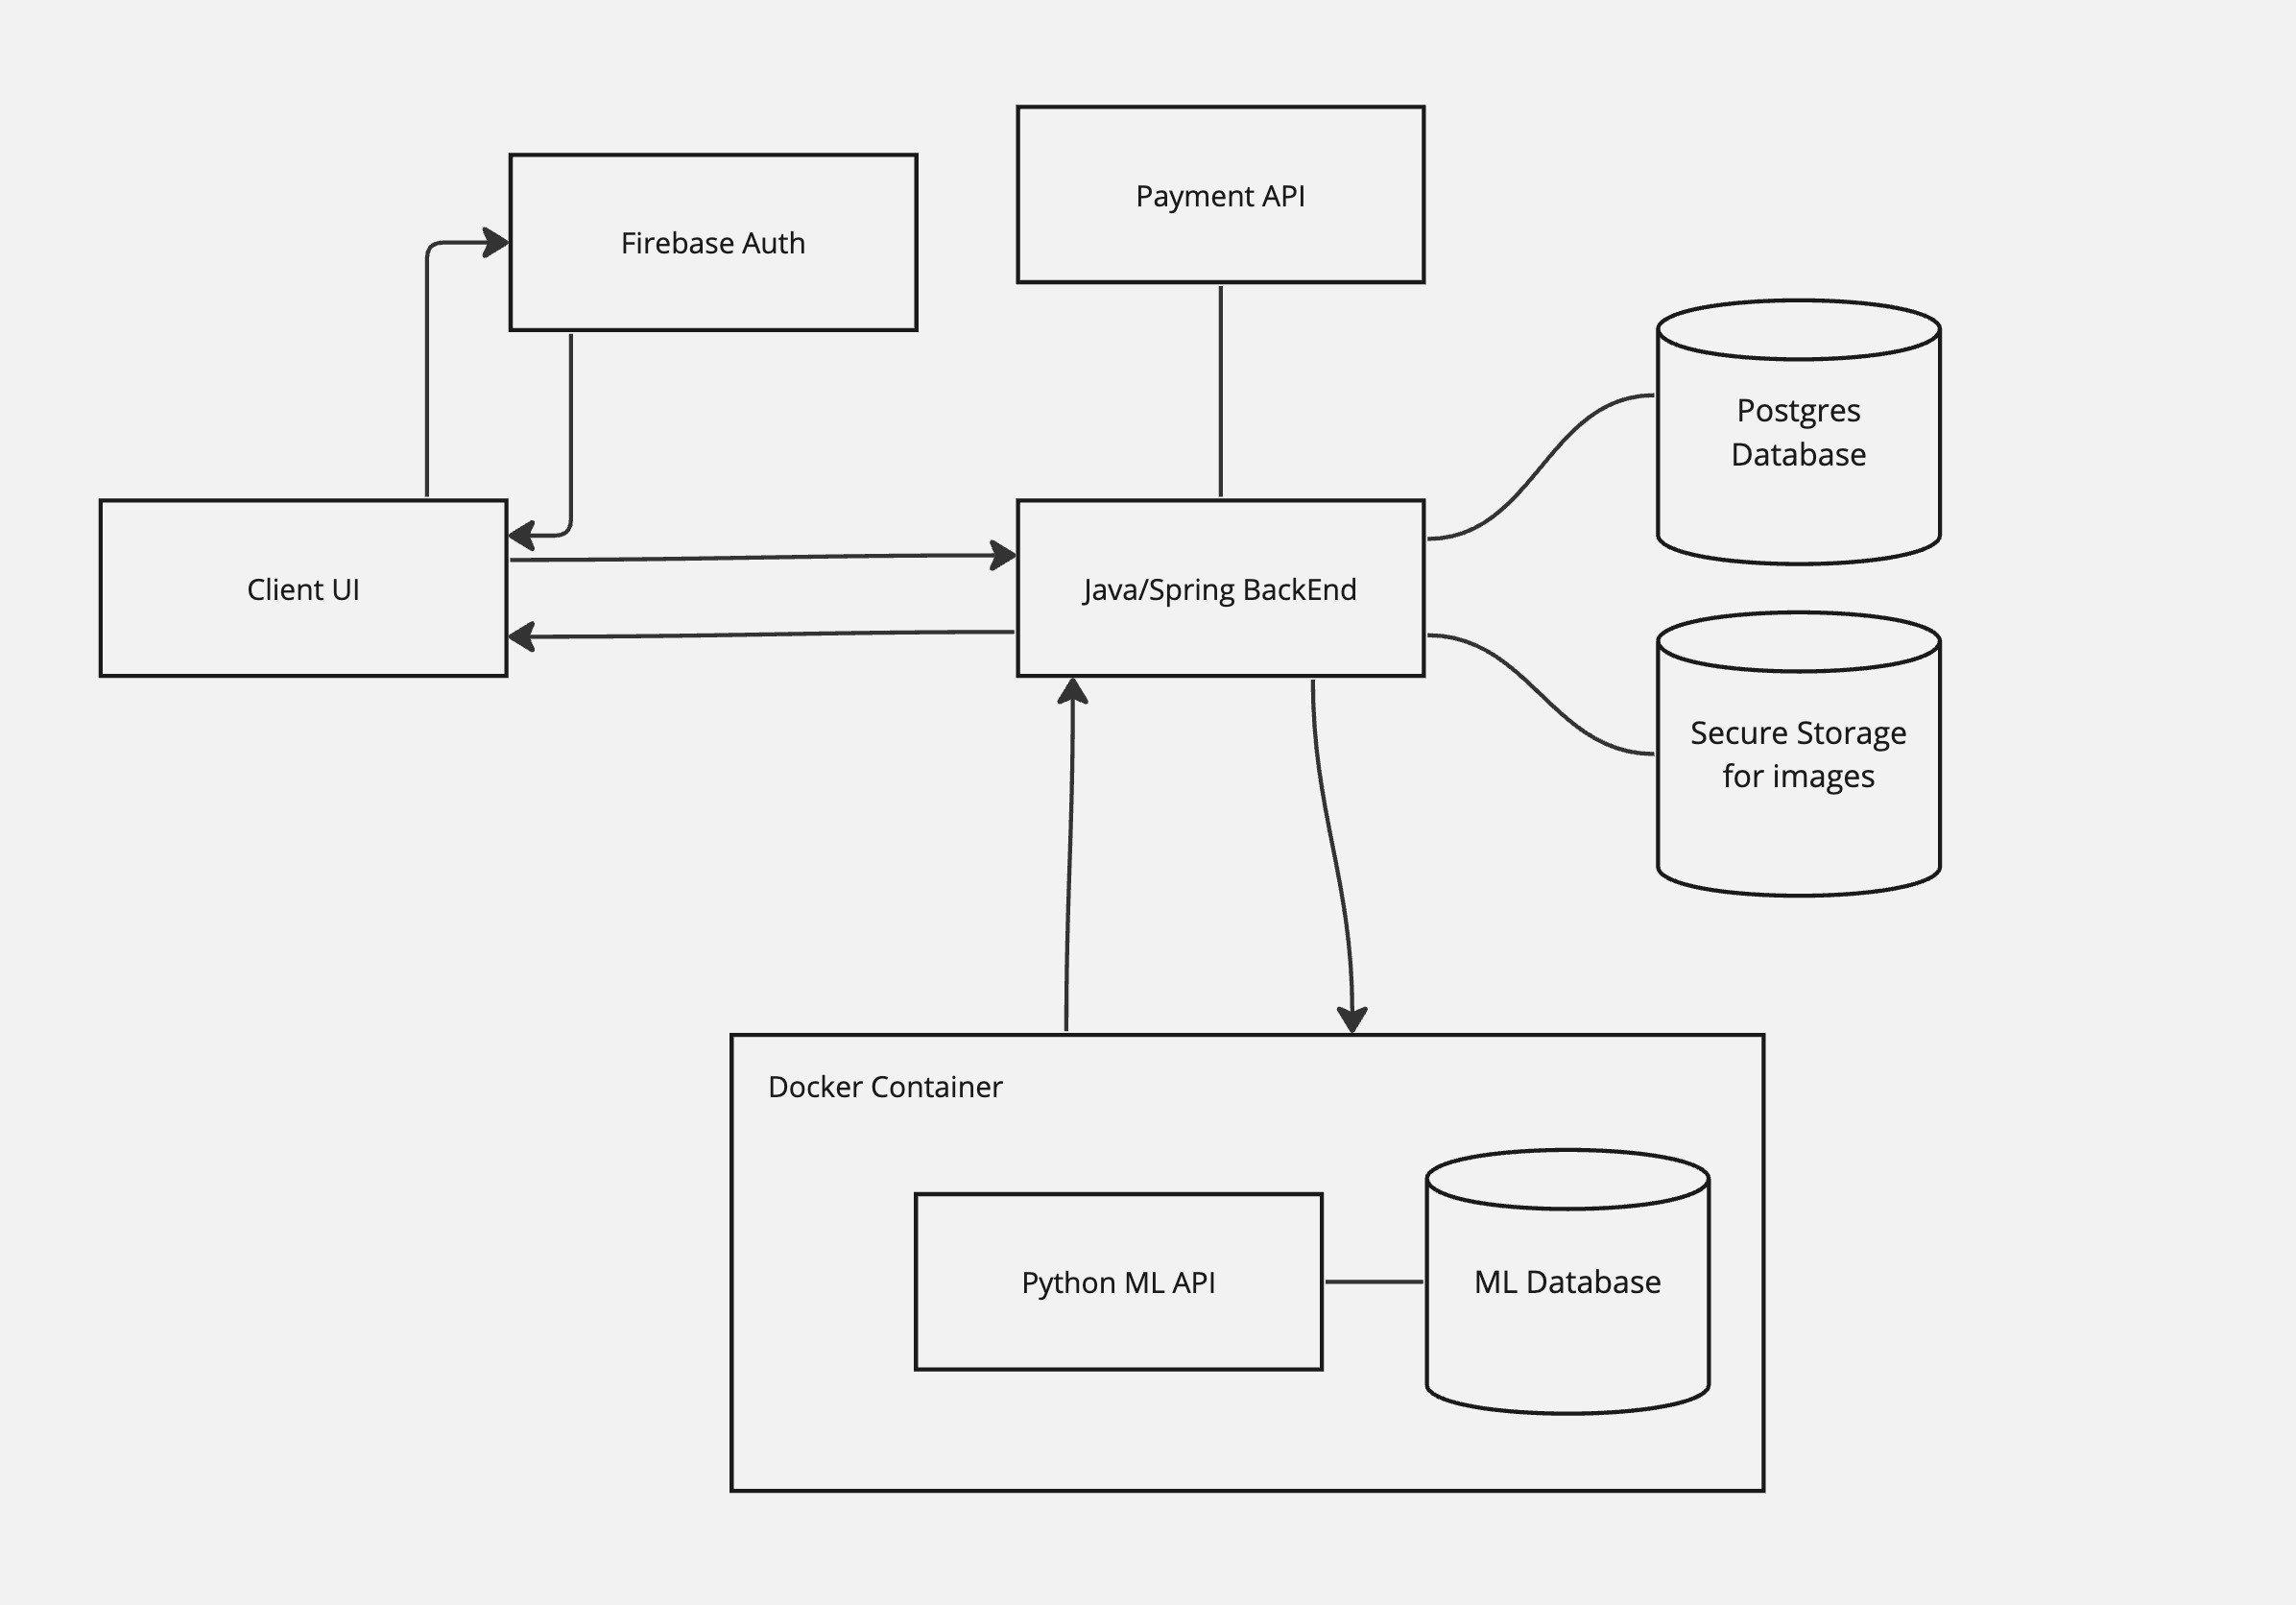 Payment API
Firebase Auth
Postgres
Database
Client UI
Java/Spring BackEnd
Secure Storage
for images
Docker Container
Python ML API
ML Database